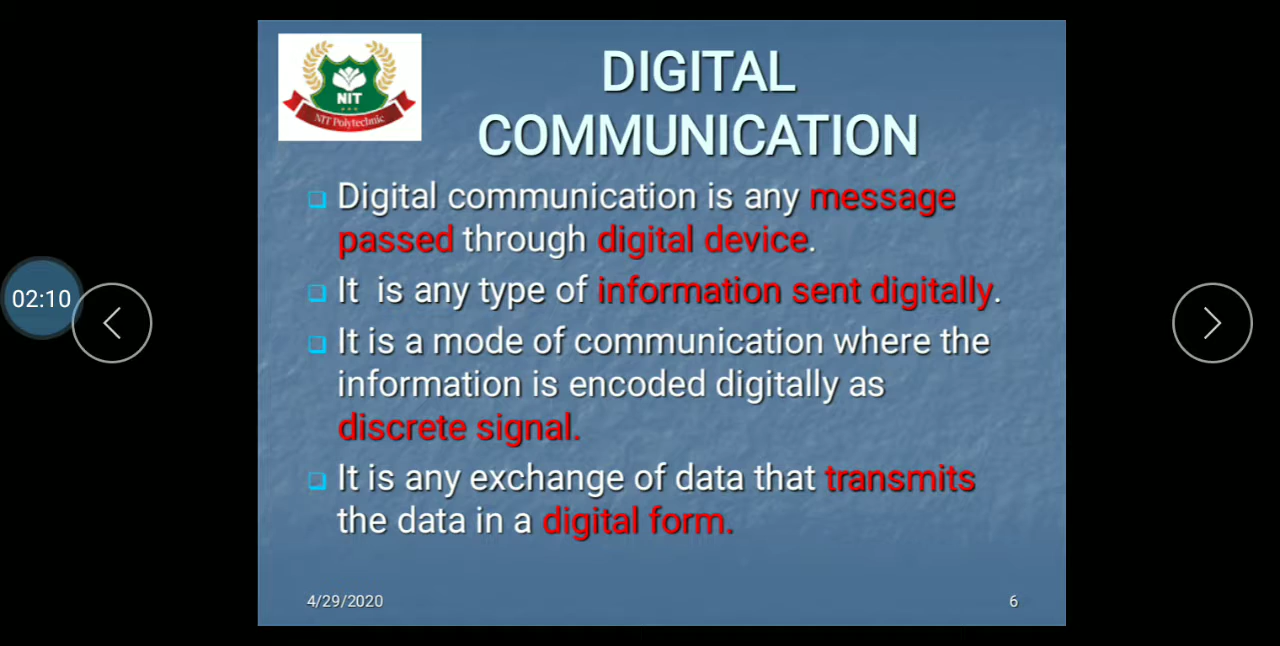 NIT
NIT Polytechnic
DIGITAL
COMMUNICATION
Digital communication is any message
passed through digital device.
It is any type of information sent digitally.
It is a mode of communication where the
information is encoded digitally as
discrete signal.
It is any exchange of data that transmits
the data in a digital form.
02:10
4/29/2020
6